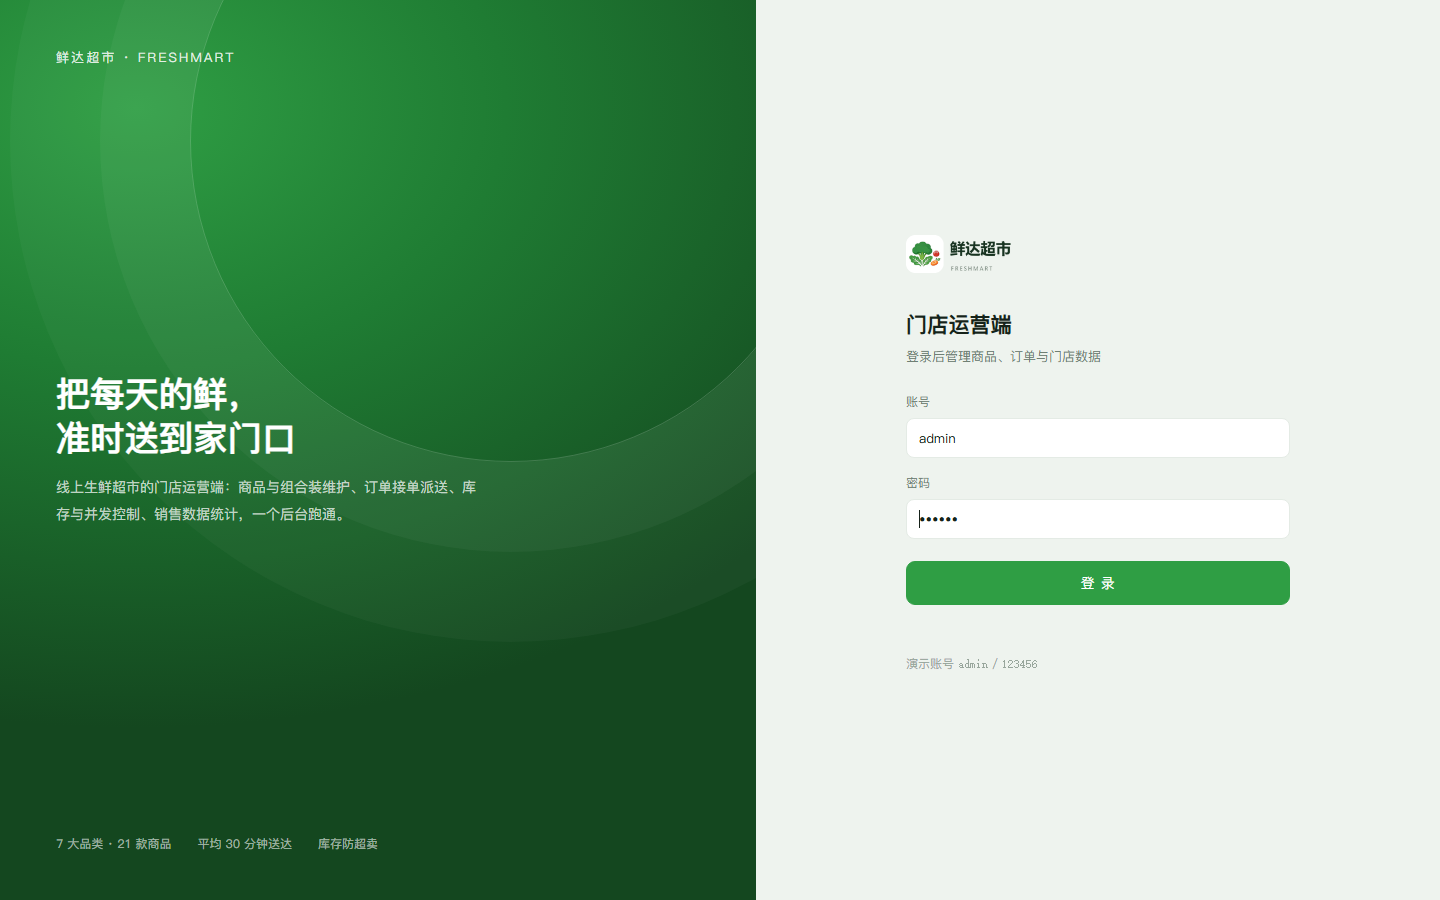 鲜达超市 · FRESHMART
把每天的鲜，
准时送到家门口
线上生鲜超市的门店运营端：商品与组合装维护、订单接单派送、库
存与并发控制、销售数据统计，一个后台跑通。
7 大品类 · 21 款商品 平均 30 分钟送达 库存防超卖
鲜达超市
FRESHMART
门店运营端
登录后管理商品、订单与门店数据
账号
admin
密码
••••••
登 录
演示账号 admin / 123456